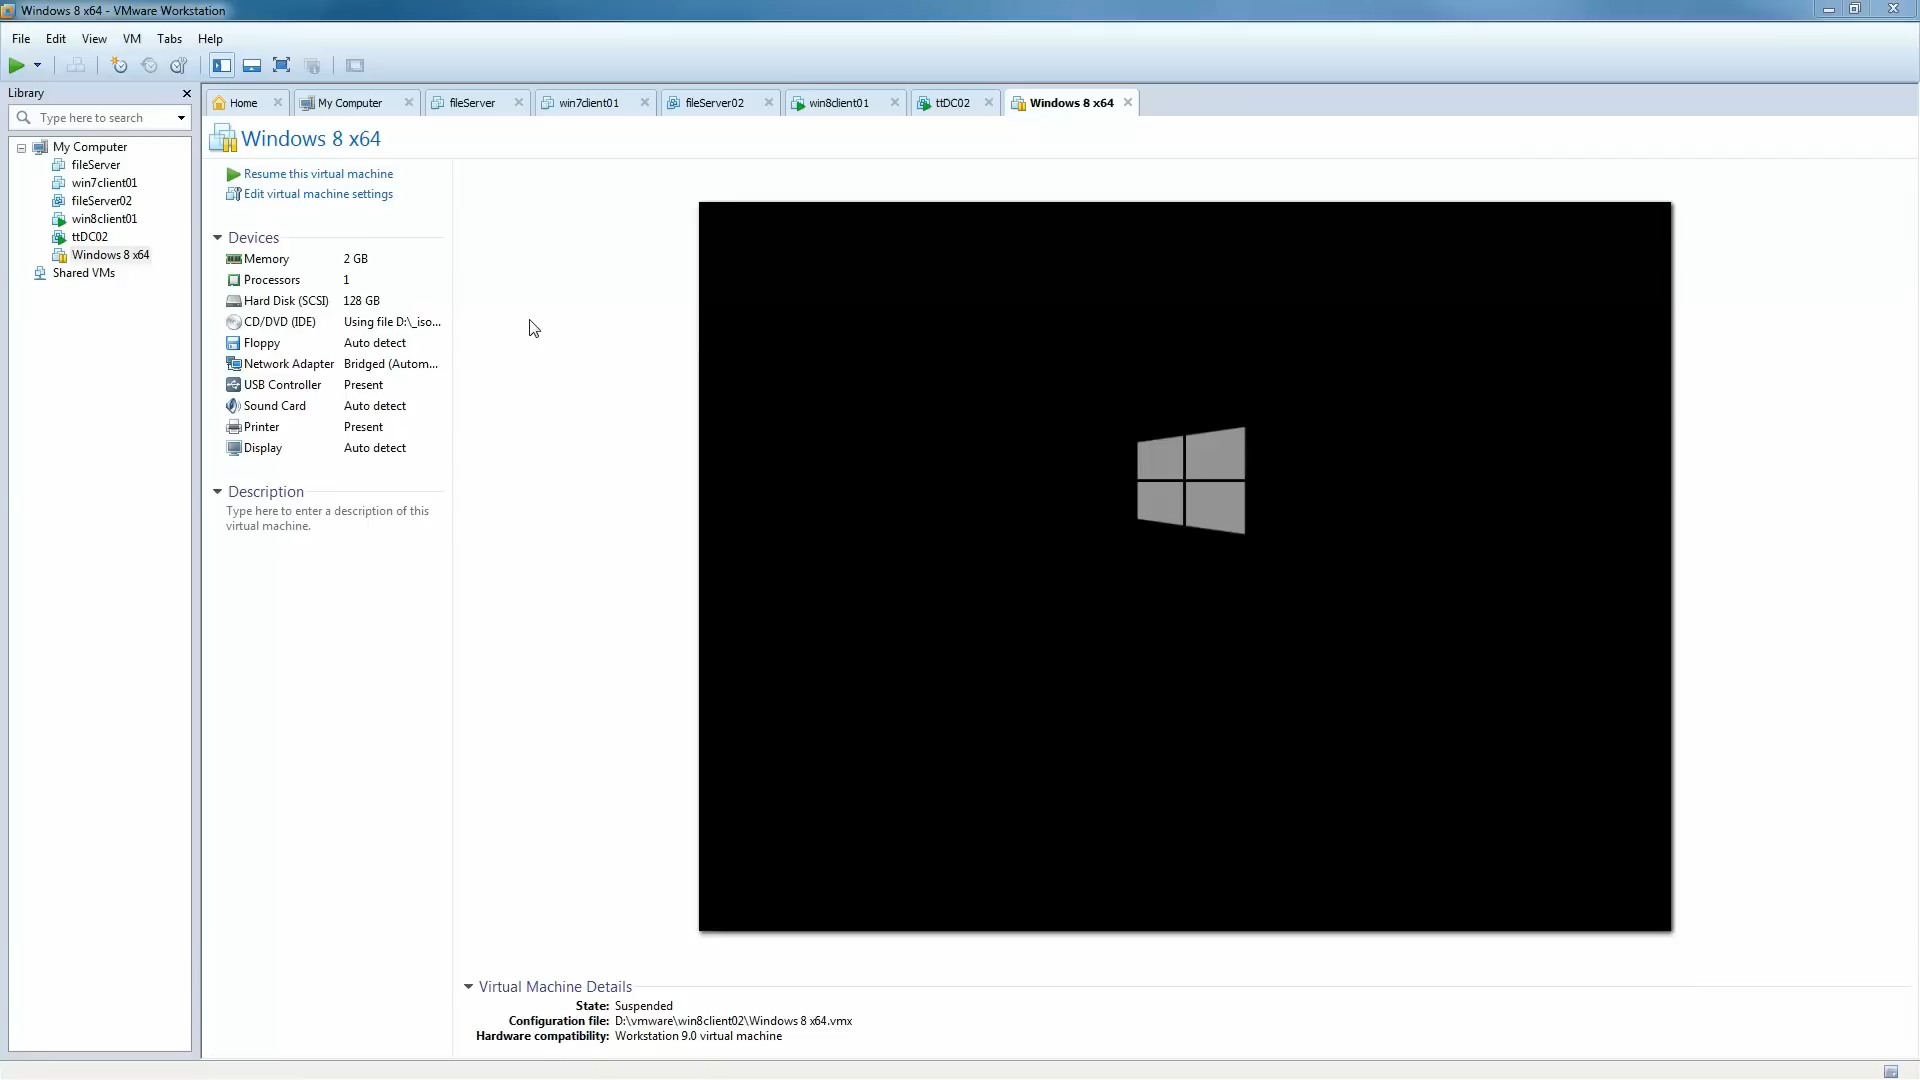 Windows 8 x64 - VMware Workstation
File Edit View VM Tabs Help
Library
Type here to search
My Computer
fileServer
win7client01
fileServer02
win8client01
ttDC02
Windows 8 x64
Shared VMs
Home My Computer fileServer win7client01 fileServer02 win8client01 ttDC02 Windows 8 x64
Windows 8 x64
Resume this virtual machine
Edit virtual machine settings
Devices
Memory 2 GB
Processors 1
Hard Disk (SCSI) 128 GB
CD/DVD (IDE) Using file D:\_iso...
Floppy Auto detect
Network Adapter Bridged (Autom...
USB Controller Present
Sound Card Auto detect
Printer Present
Display Auto detect
Description
Type here to enter a description of this
virtual machine.
Virtual Machine Details
State: Suspended
Configuration file: D:\vmware\win8client02\Windows 8 x64.vmx
Hardware compatibility: Workstation 9.0 virtual machine